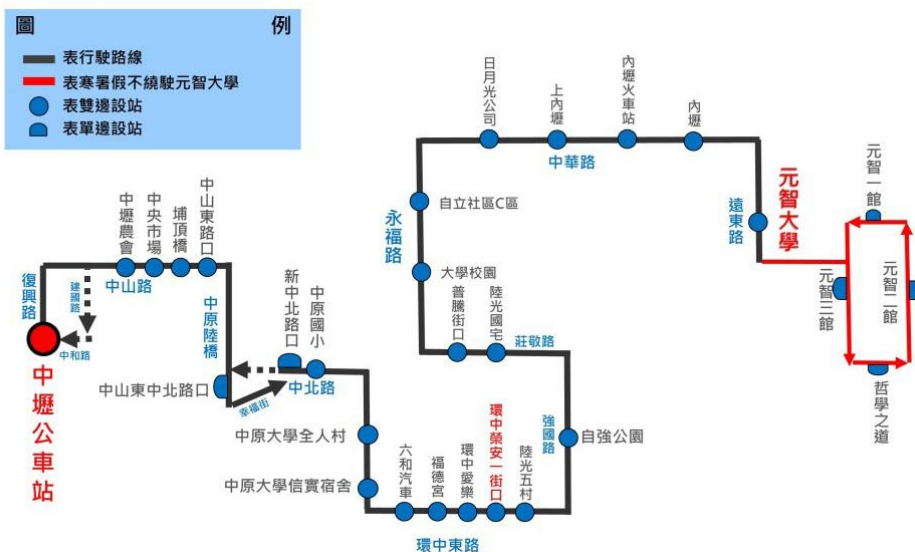 圖例
表行駛路線
表寒暑假不繞駛元智大學
表雙邊設站
表單邊設站
日月光公司
上內壢
內壢火車站
內壢
中華路
元智一館
元智大學
遠東路
元智二館
元智三館
哲學之道
自立社區C區
永福路
大學校園
普騰街口
陸光國宅
莊敬路
中壢農會
中央市場
埔頂橋
中山東路口
中山路
復興路
建國路
中和路
中壢公車站
中原陸橋
中山東中北路口
幸福街
新中北路口
中原國小
中北路
中原大學全人村
中原大學信實宿舍
六和汽車
福德宮
環中愛樂
環中榮安一街口
陸光五村
強國路
自強公園
環中東路